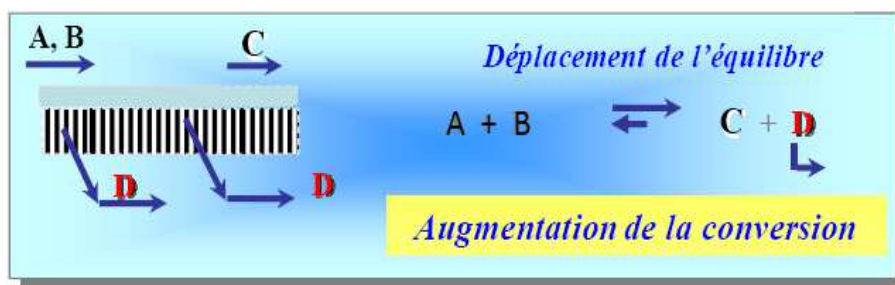 A, B
C
Déplacement de l'équilibre
A + B
C + D
D
D
Augmentation de la conversion